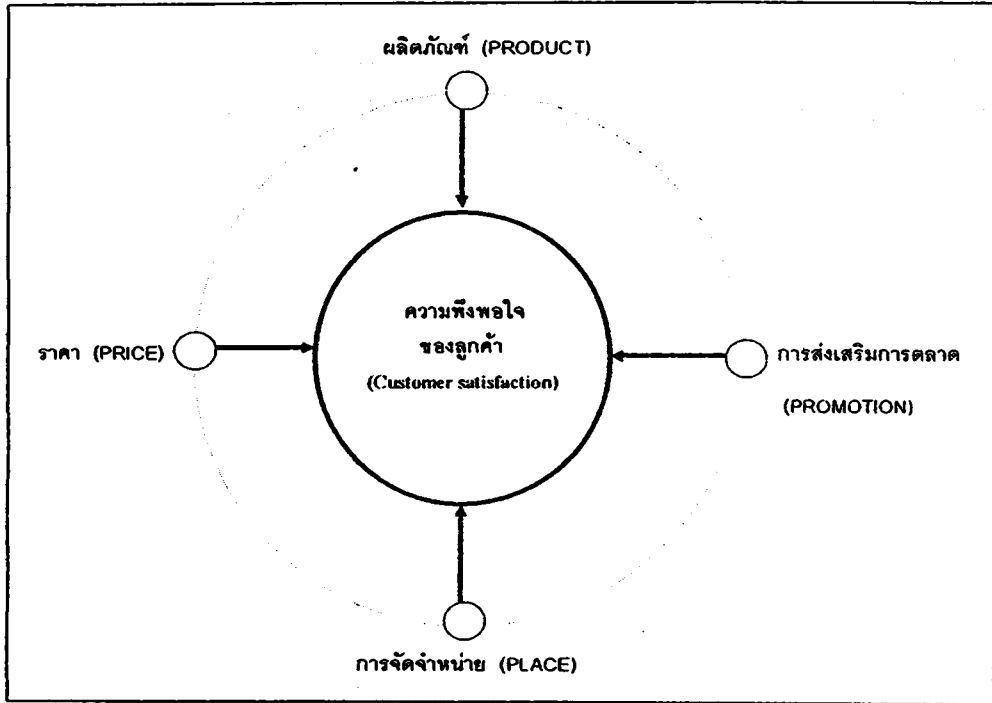 ผลิตภัณฑ์ (PRODUCT)
ความพึงพอใจ
ของลูกค้า
(Customer satisfaction)
ราคา (PRICE)
การส่งเสริมการตลาด
(PROMOTION)
การจัดจำหน่าย (PLACE)